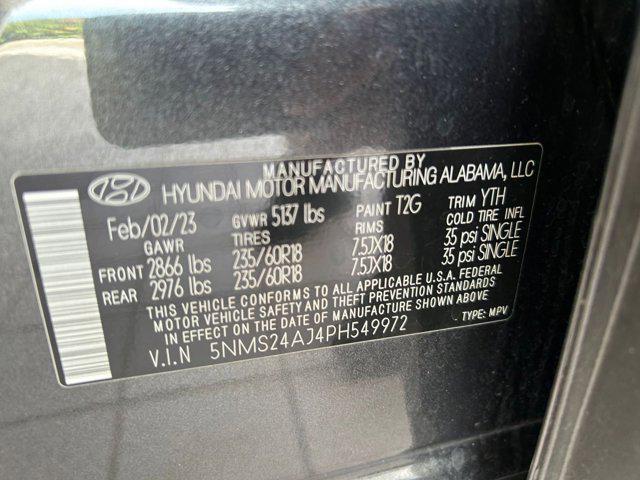 MANUFACTURED BY
HYUNDAI MOTOR MANUFACTURING ALABAMA, LLC
Feb/02/23 GVWR 5137 lbs PAINT T2G TRIM YTH
GAWR TIRES RIMS COLD TIRE INFL
FRONT 2866 lbs 235/60R18 7.5JX18 35 psi SINGLE
REAR 2976 lbs 235/60R18 7.5JX18 35 psi SINGLE
THIS VEHICLE CONFORMS TO ALL APPLICABLE U.S.A. FEDERAL
MOTOR VEHICLE SAFETY AND THEFT PREVENTION STANDARDS
IN EFFECT ON THE DATE OF MANUFACTURE SHOWN ABOVE
V.I.N 5NMS24AJ4PH549972 TYPE: MPV